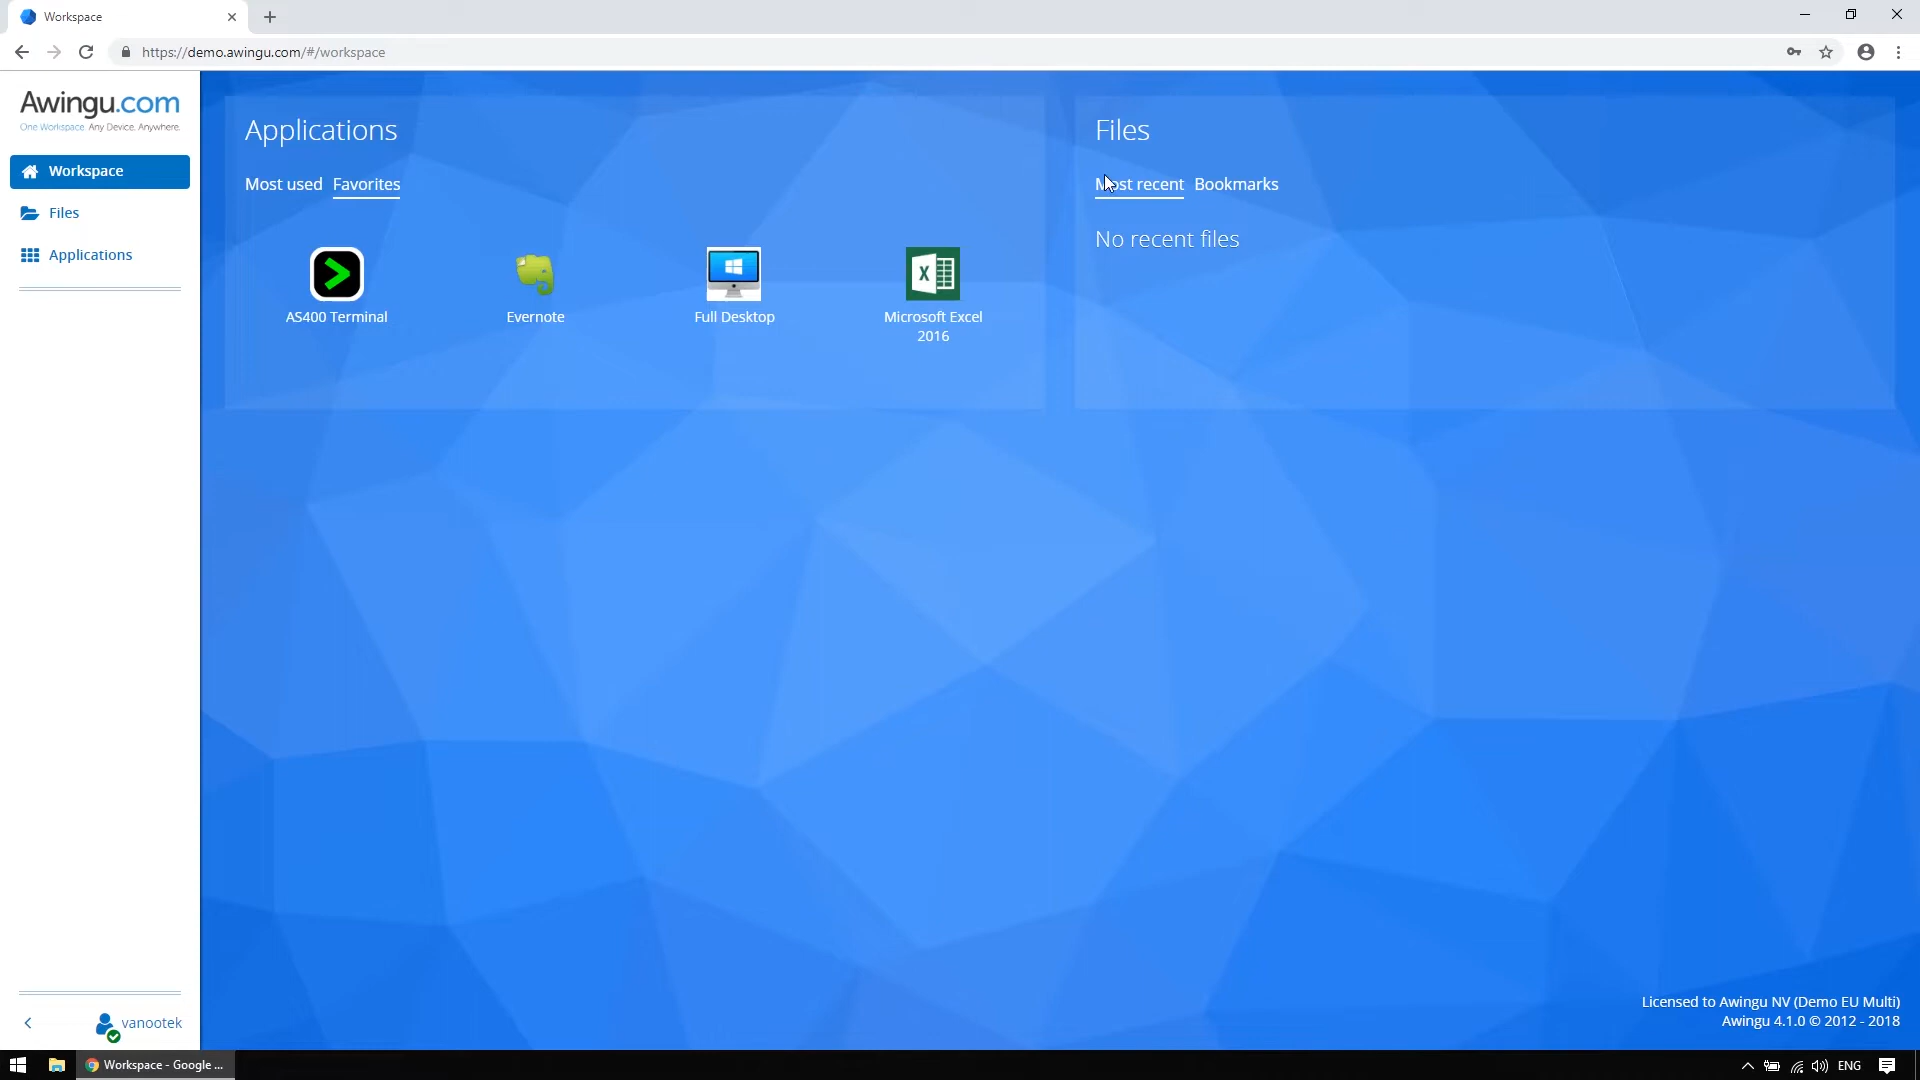 Workspace
https://demo.awingu.com/#/workspace
Awingu.com
One Workspace. Any Device. Anywhere.
Workspace
Files
Applications
Applications
Most used Favorites
AS400 Terminal
Evernote
Full Desktop
Microsoft Excel
2016
Files
Most recent Bookmarks
No recent files
Licensed to Awingu NV (Demo EU Multi)
Awingu 4.1.0 © 2012 - 2018
vanootek
Workspace - Google ...
ENG